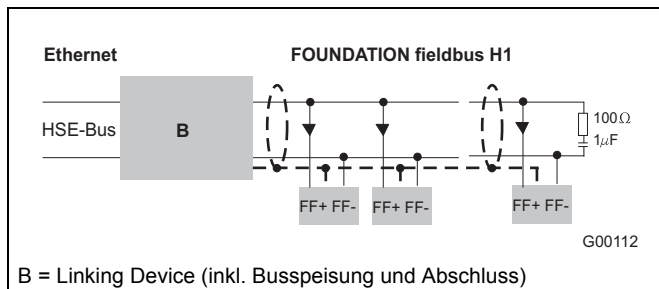 Ethernet FOUNDATION fieldbus H1
HSE-Bus B
100 Ω
1μF
FF+ FF- FF+ FF- FF+ FF-
G00112
B = Linking Device (inkl. Busspeisung und Abschluss)